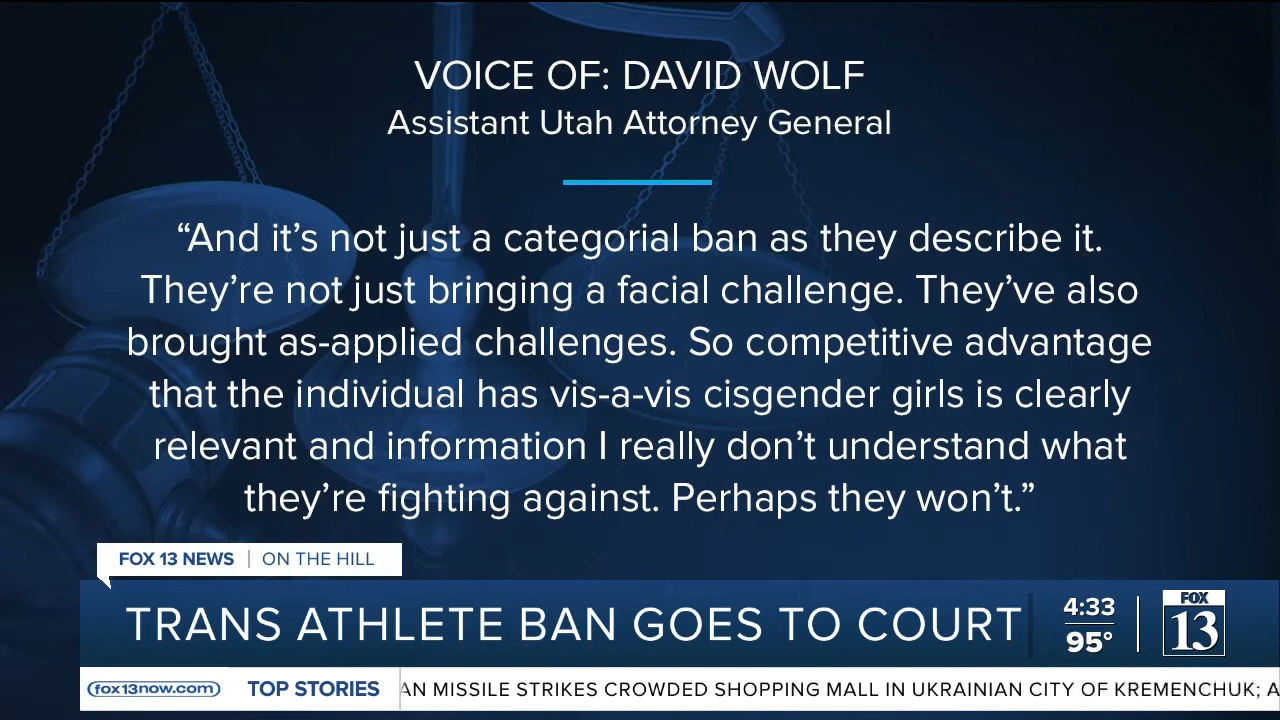 VOICE OF: DAVID WOLF
Assistant Utah Attorney General
“And it’s not just a categorial ban as they describe it.
They’re not just bringing a facial challenge. They’ve also
brought as-applied challenges. So competitive advantage
that the individual has vis-a-vis cisgender girls is clearly
relevant and information I really don’t understand what
they’re fighting against. Perhaps they won’t.”
FOX 13 NEWS | ON THE HILL
TRANS ATHLETE BAN GOES TO COURT
4:33
95°
FOX
13
fox13now.com TOP STORIES AN MISSILE STRIKES CROWDED SHOPPING MALL IN UKRAINIAN CITY OF KREMENCHUK; A